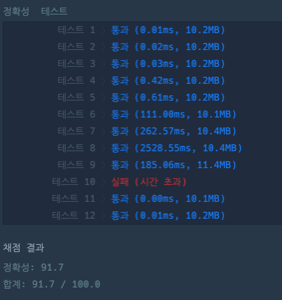 정확성 테스트
테스트 1 통과 (0.01ms, 10.2MB)
테스트 2 통과 (0.02ms, 10.2MB)
테스트 3 통과 (0.03ms, 10.2MB)
테스트 4 통과 (0.42ms, 10.2MB)
테스트 5 통과 (0.61ms, 10.2MB)
테스트 6 통과 (111.00ms, 10.1MB)
테스트 7 통과 (262.57ms, 10.4MB)
테스트 8 통과 (2528.55ms, 10.4MB)
테스트 9 통과 (185.06ms, 11.4MB)
테스트 10 실패 (시간 초과)
테스트 11 통과 (0.00ms, 10.1MB)
테스트 12 통과 (0.01ms, 10.2MB)
채점 결과
정확성: 91.7
합계: 91.7 / 100.0